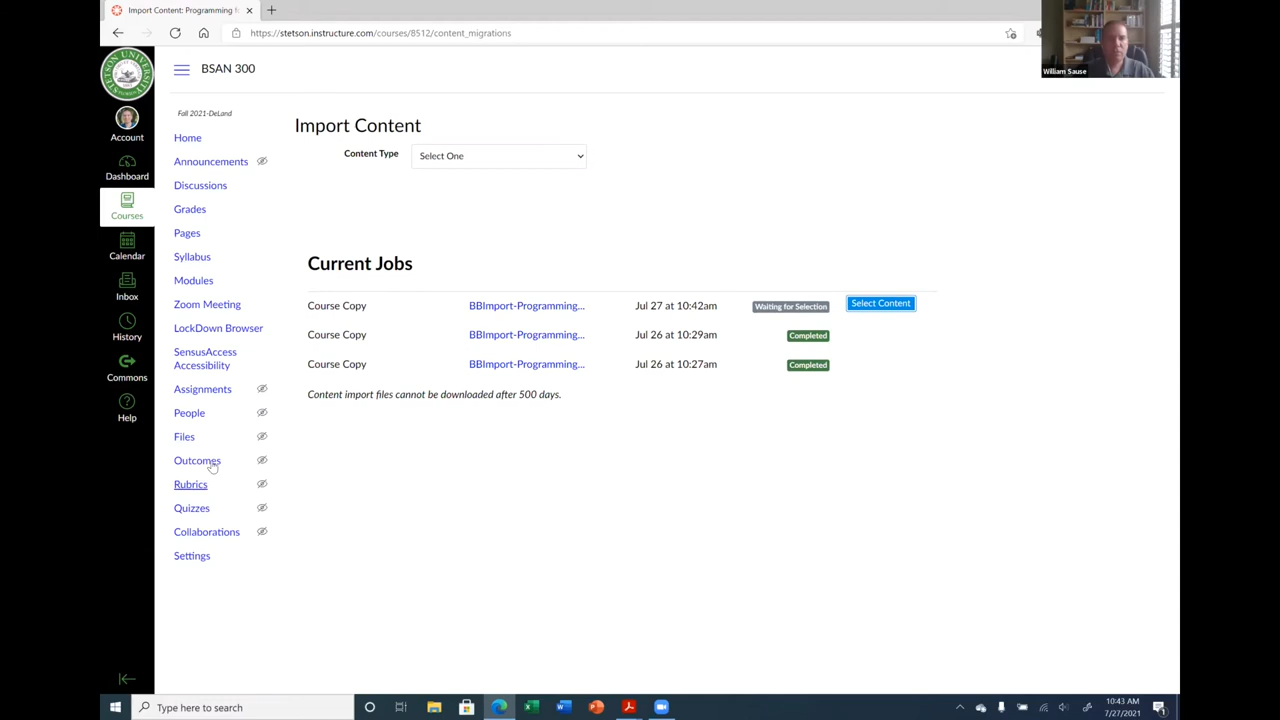 Import Content: Programming f
https://stetson.instructure.com/courses/8512/content_migrations
William Sause
BSAN 300
Account
Dashboard
Courses
Calendar
Inbox
History
Commons
Help
Fall 2021-DeLand
Home
Announcements
Discussions
Grades
Pages
Syllabus
Modules
Zoom Meeting
LockDown Browser
SensusAccess
Accessibility
Assignments
People
Files
Outcomes
Rubrics
Quizzes
Collaborations
Settings
Import Content
Content Type Select One
Current Jobs
Course Copy BBImport-Programming... Jul 27 at 10:42am Waiting for Selection Select Content
Course Copy BBImport-Programming... Jul 26 at 10:29am Completed
Course Copy BBImport-Programming... Jul 26 at 10:27am Completed
Content import files cannot be downloaded after 500 days.
Type here to search
10:43 AM
7/27/2021